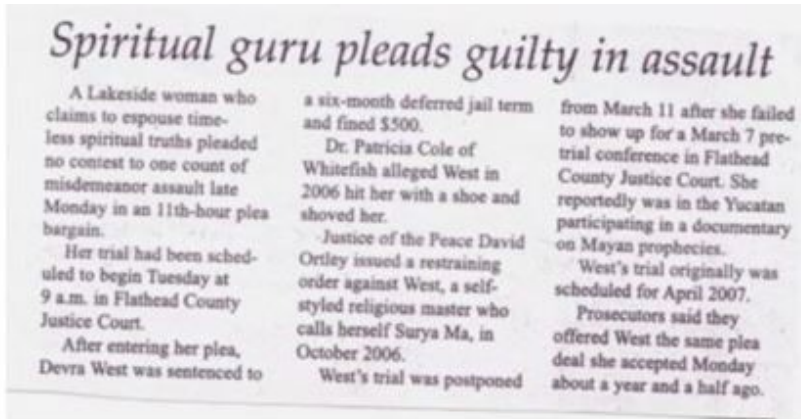 Spiritual guru pleads guilty in assault
A Lakeside woman who
claims to espouse time-
less spiritual truths pleaded
no contest to one count of
misdemeanor assault late
Monday in an 11th-hour plea
bargain.
Her trial had been sched-
uled to begin Tuesday at
9 a.m. in Flathead County
Justice Court.
After entering her plea,
Devra West was sentenced to
a six-month deferred jail term
and fined $500.
Dr. Patricia Cole of
Whitefish alleged West in
2006 hit her with a shoe and
shoved her.
Justice of the Peace David
Ortley issued a restraining
order against West, a self-
styled religious master who
calls herself Surya Ma, in
October 2006.
West's trial was postponed
from March 11 after she failed
to show up for a March 7 pre-
trial conference in Flathead
County Justice Court. She
reportedly was in the Yucatan
participating in a documentary
on Mayan prophecies.
West's trial originally was
scheduled for April 2007.
Prosecutors said they
offered West the same plea
deal she accepted Monday
about a year and a half ago.